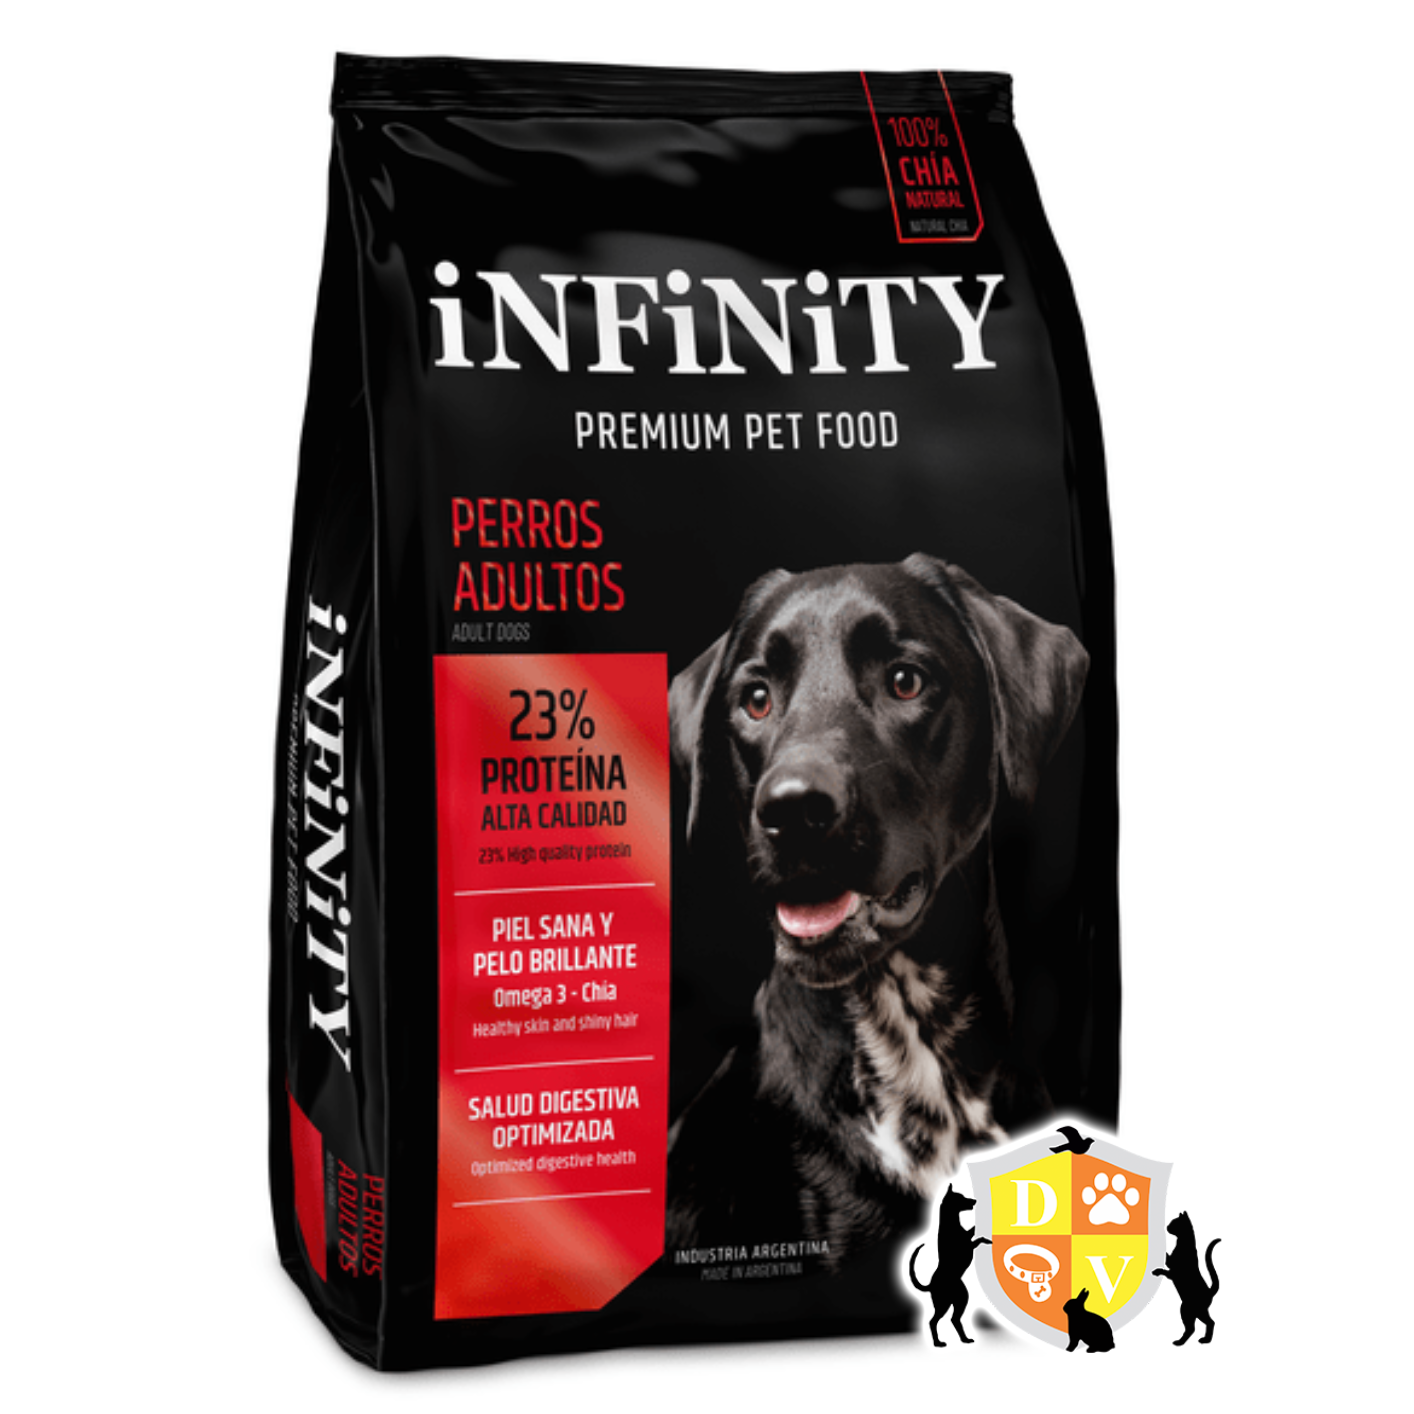 100%
CHÍA
NATURAL
NATURAL CHIA
iNFiNiTY
PREMIUM PET FOOD
PERROS
ADULTOS
ADULT DOGS
23%
PROTEÍNA
ALTA CALIDAD
23% High quality protein
PIEL SANA Y
PELO BRILLANTE
Omega 3 - Chía
Healthy skin and shiny hair
SALUD DIGESTIVA
OPTIMIZADA
Optimized digestive health
INDUSTRIA ARGENTINA
MADE IN ARGENTINA
iNFiNiTY
PREMIUM PET FOOD
PERROS
ADULTOS
D
V